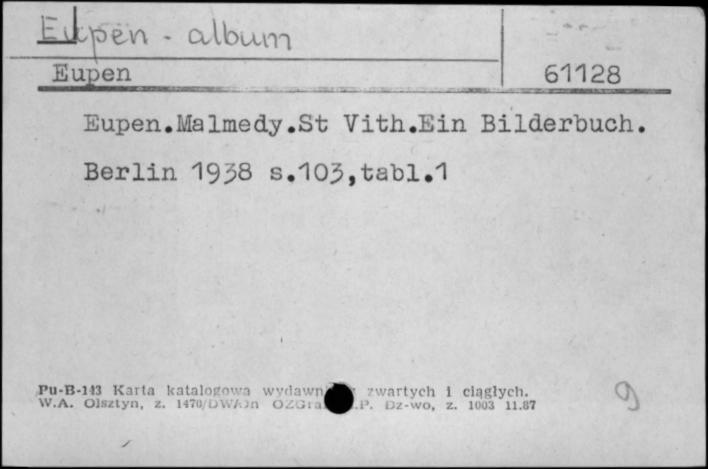 Eupen - album
Eupen 61128
Eupen.Malmedy.St Vith.Ein Bilderbuch.
Berlin 1938 s.103,tabl.1
Pu-B-143 Karta katalogowa zwartych i ciągłych.
W.A. Olsztyn, z. 1470/ Dz-wo, z. 1003 11.87